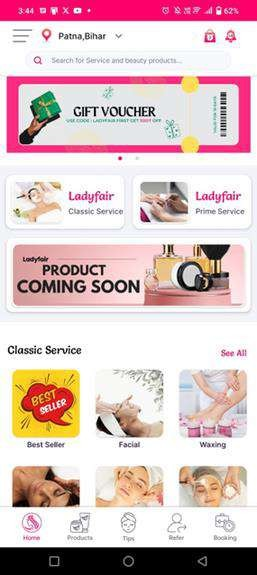 3:44
62%
Patna,Bihar
Search for Service and beauty products...
GIFT VOUCHER
USE CODE : LADYFAIR FIRST GET 100₹ OFF
Ladyfair
Classic Service
Ladyfair
Prime Service
Ladyfair
PRODUCT
COMING SOON
Classic Service
See All
BEST
SELLER
Best Seller
Facial
Waxing
Home
Products
Tips
Refer
Booking